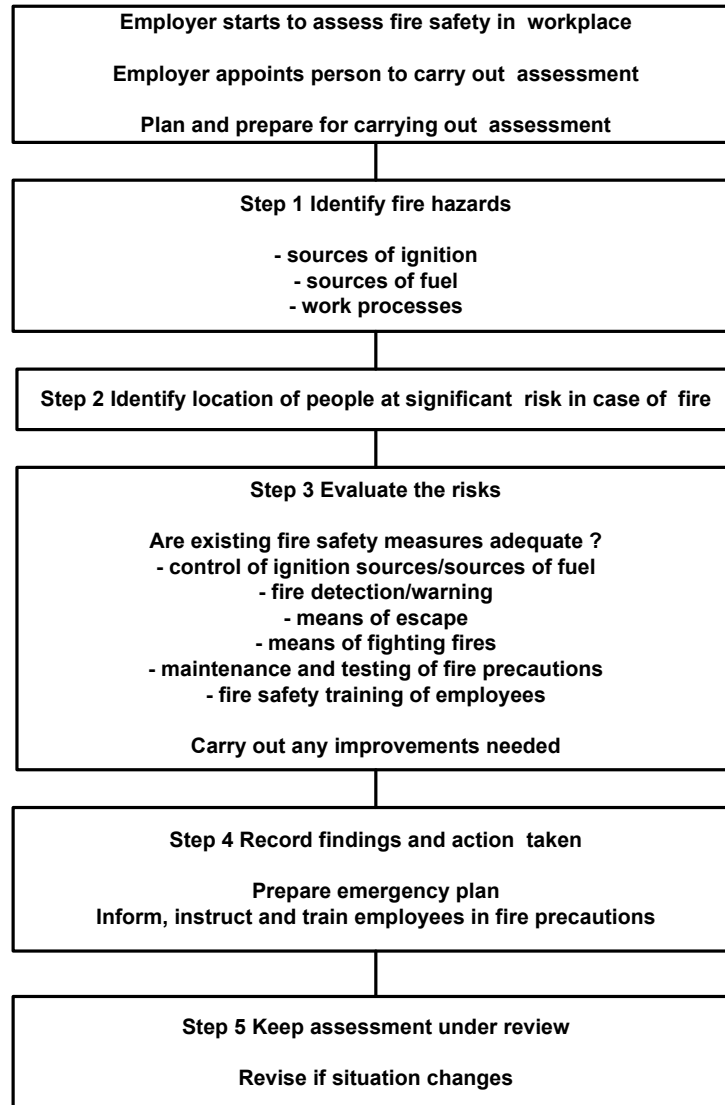 Employer starts to assess fire safety in workplace
Employer appoints person to carry out assessment
Plan and prepare for carrying out assessment
Step 1 Identify fire hazards
- sources of ignition
- sources of fuel
- work processes
Step 2 Identify location of people at significant risk in case of fire
Step 3 Evaluate the risks
Are existing fire safety measures adequate ?
- control of ignition sources/sources of fuel
- fire detection/warning
- means of escape
- means of fighting fires
- maintenance and testing of fire precautions
- fire safety training of employees
Carry out any improvements needed
Step 4 Record findings and action taken
Prepare emergency plan
Inform, instruct and train employees in fire precautions
Step 5 Keep assessment under review
Revise if situation changes